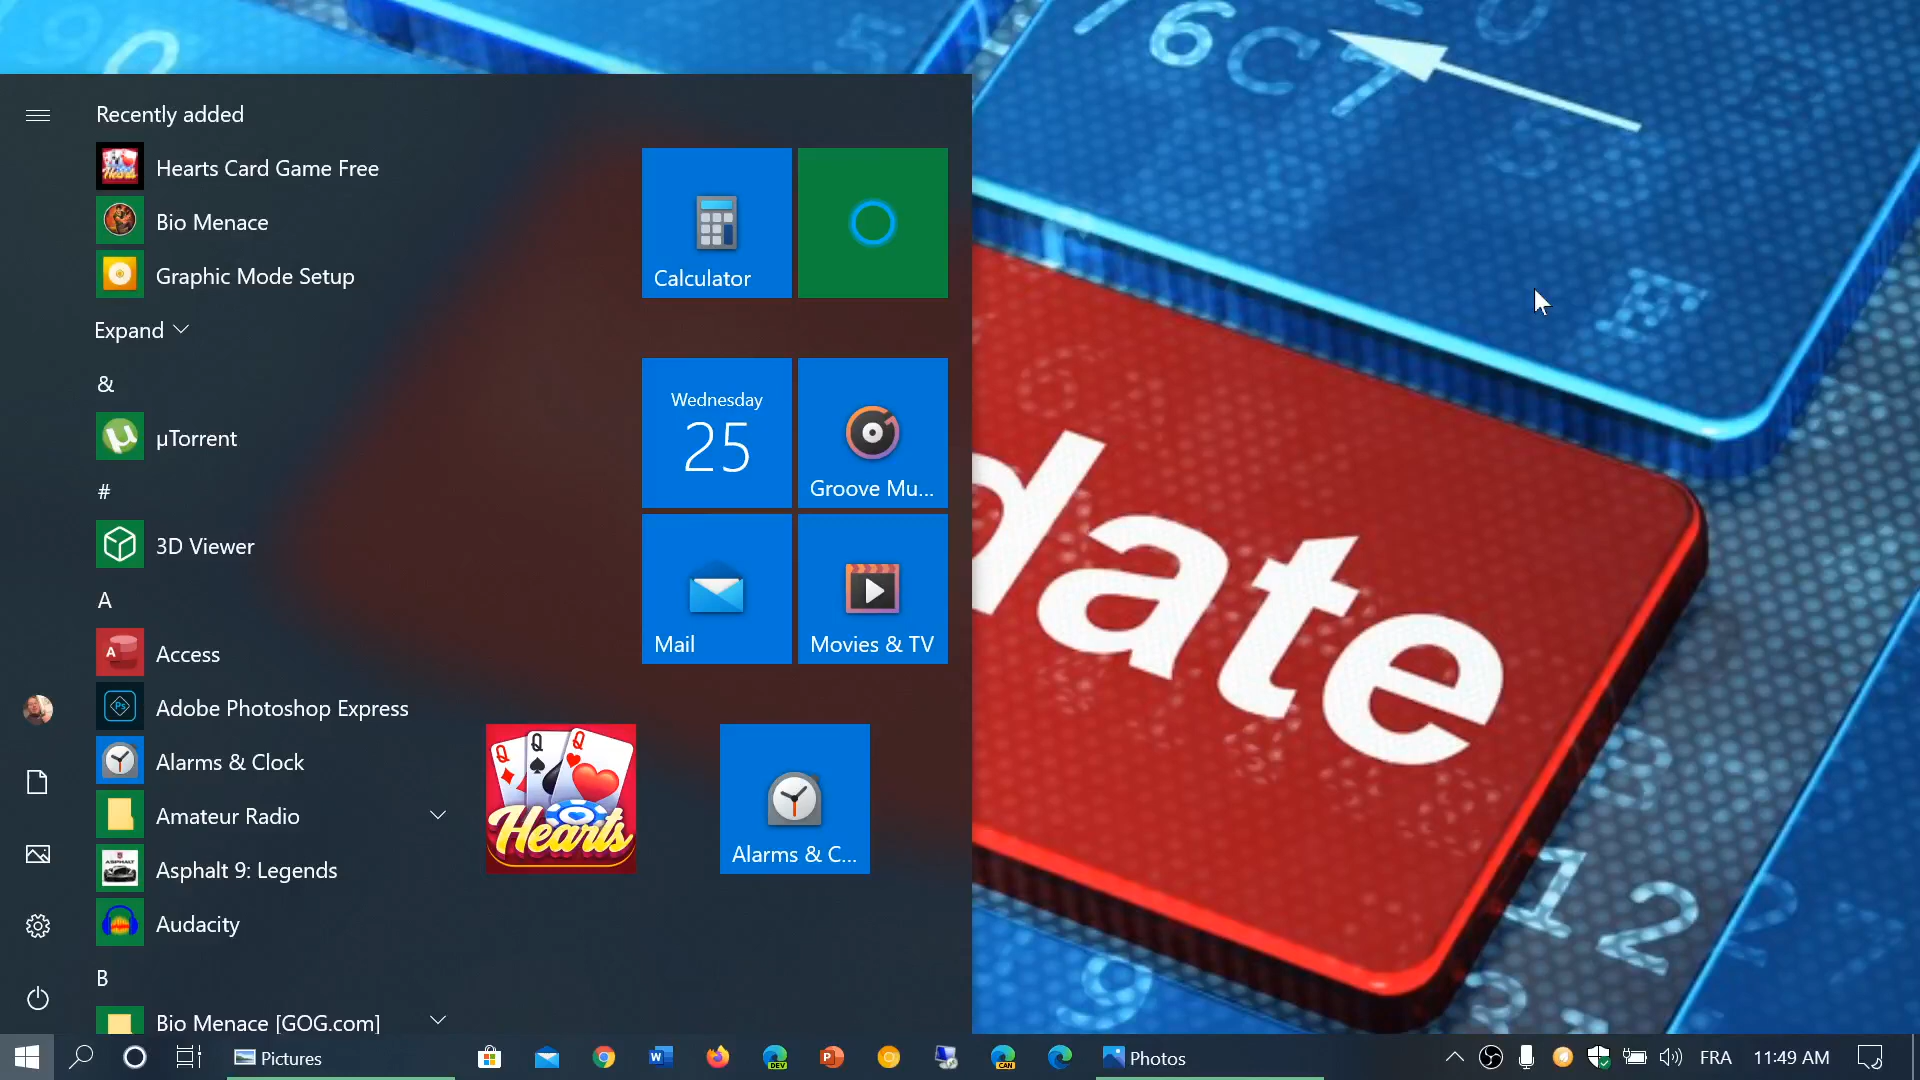 Recently added
Hearts Card Game Free
Bio Menace
Graphic Mode Setup
Expand
&
µTorrent
#
3D Viewer
A
Access
Adobe Photoshop Express
Alarms & Clock
Amateur Radio
Asphalt 9: Legends
Audacity
B
Bio Menace [GOG.com]
Calculator
Wednesday
25
Groove Mu...
Mail
Movies & TV
Hearts
Alarms & C...
date
Pictures
DEV
CAN
Photos
FRA
11:49 AM